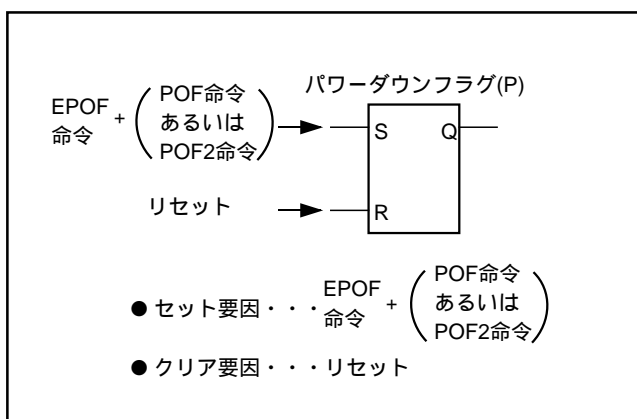 パワーダウンフラグ(P)
EPOF
命令
+
POF命令
あるいは
POF2命令
S
Q
リセット
R
● セット要因・・・
EPOF
命令
+
POF命令
あるいは
POF2命令
● クリア要因・・・リセット